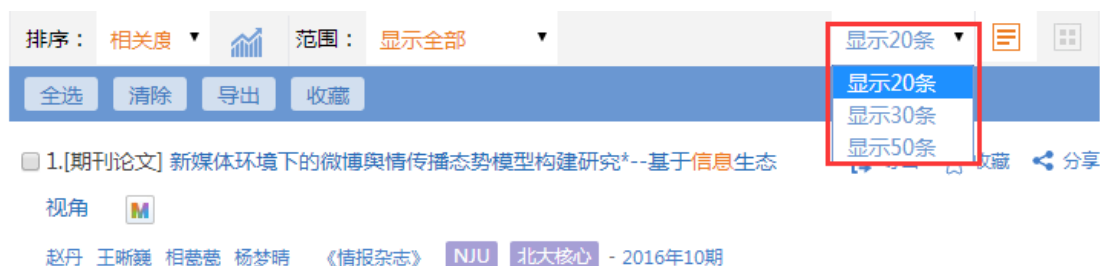 排序： 相关度 ▼ 范围： 显示全部 ▼ 显示20条 ▼
全选 清除 导出 收藏 显示20条
显示30条
显示50条
1.[期刊论文] 新媒体环境下的微博舆情传播态势模型构建研究*--基于信息生态 收藏 分享
视角 M
赵丹 王晰巍 相甍甍 杨梦晴 《情报杂志》 NJU 北大核心 - 2016年10期